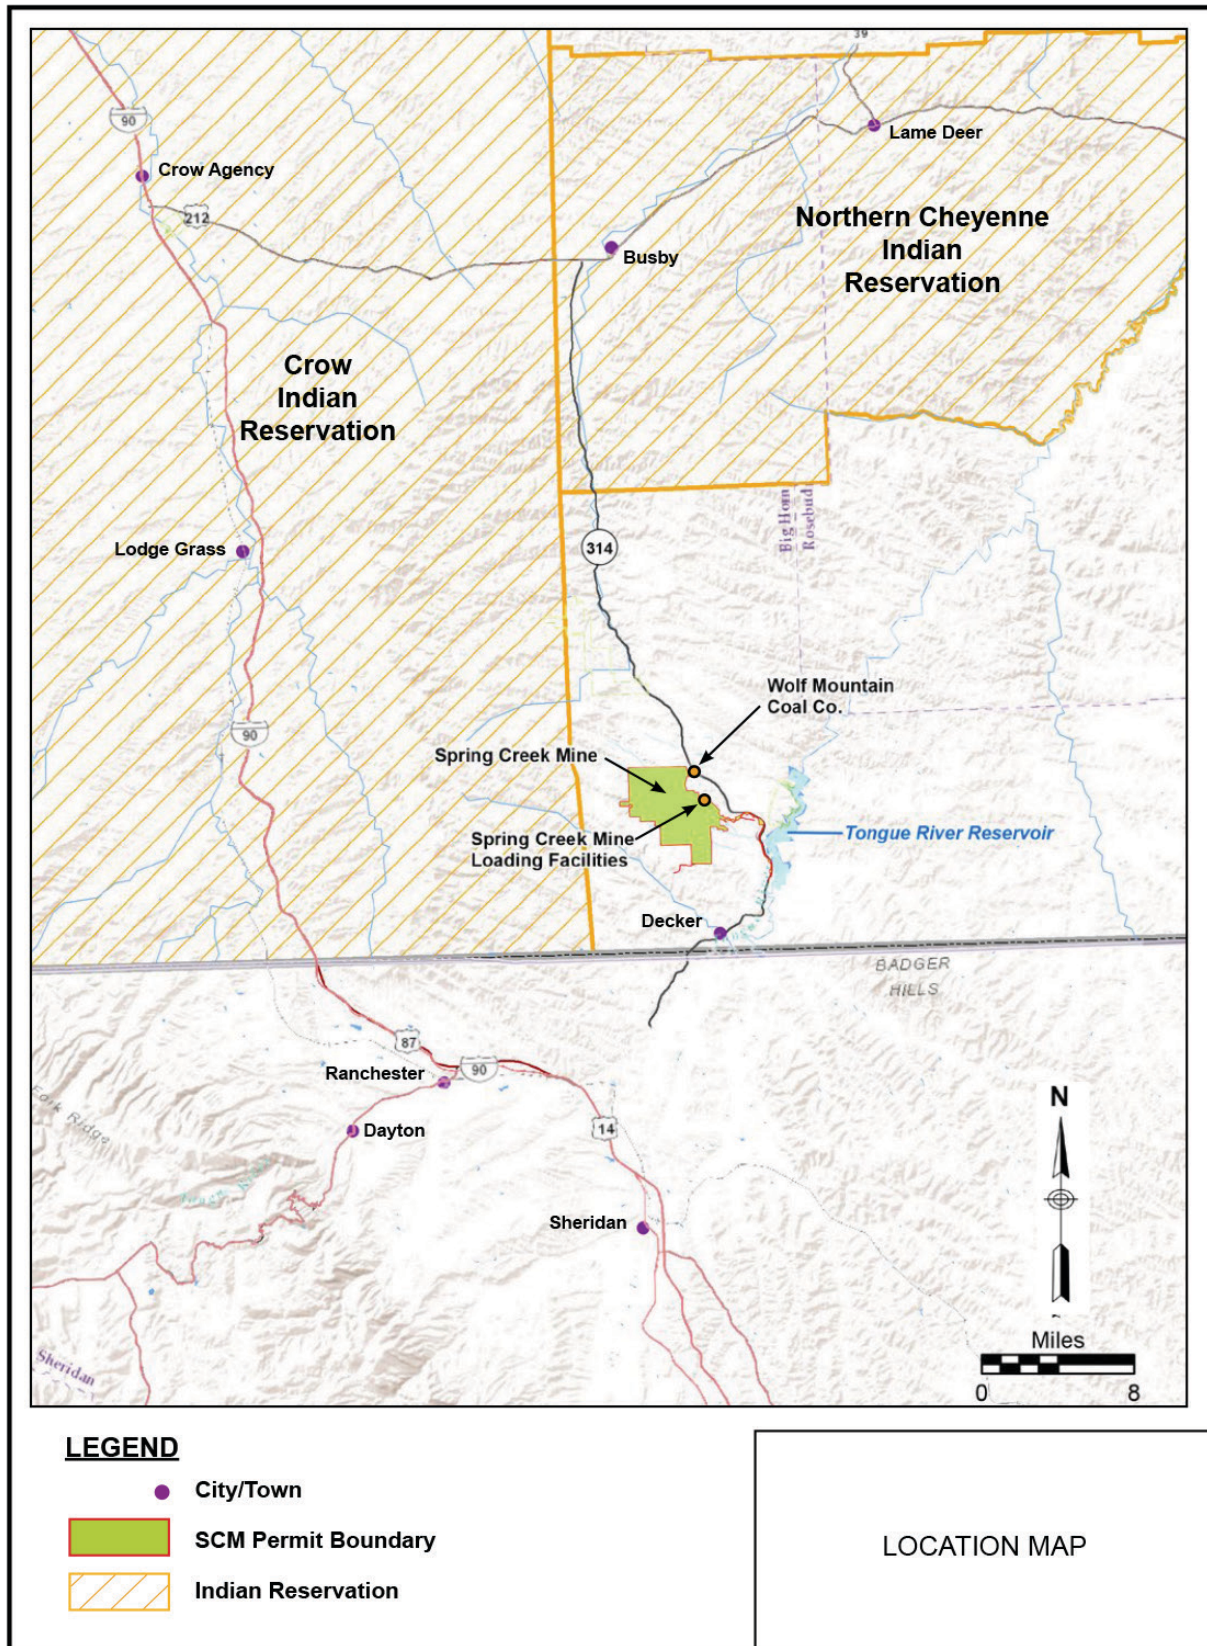 39
90
Lame Deer
Crow Agency
212
Northern Cheyenne
Indian
Reservation
Busby
Crow
Indian
Reservation
Big Horn
Rosebud
314
Lodge Grass
Wolf Mountain
Coal Co.
90
Spring Creek Mine
Spring Creek Mine
Loading Facilities
Tongue River Reservoir
Decker
BADGER
HILLS
87
90
Ranchester
Fork Ridge
14
Dayton
N
Sheridan
Miles
0 8
Sheridan
LEGEND
City/Town
SCM Permit Boundary
Indian Reservation
LOCATION MAP